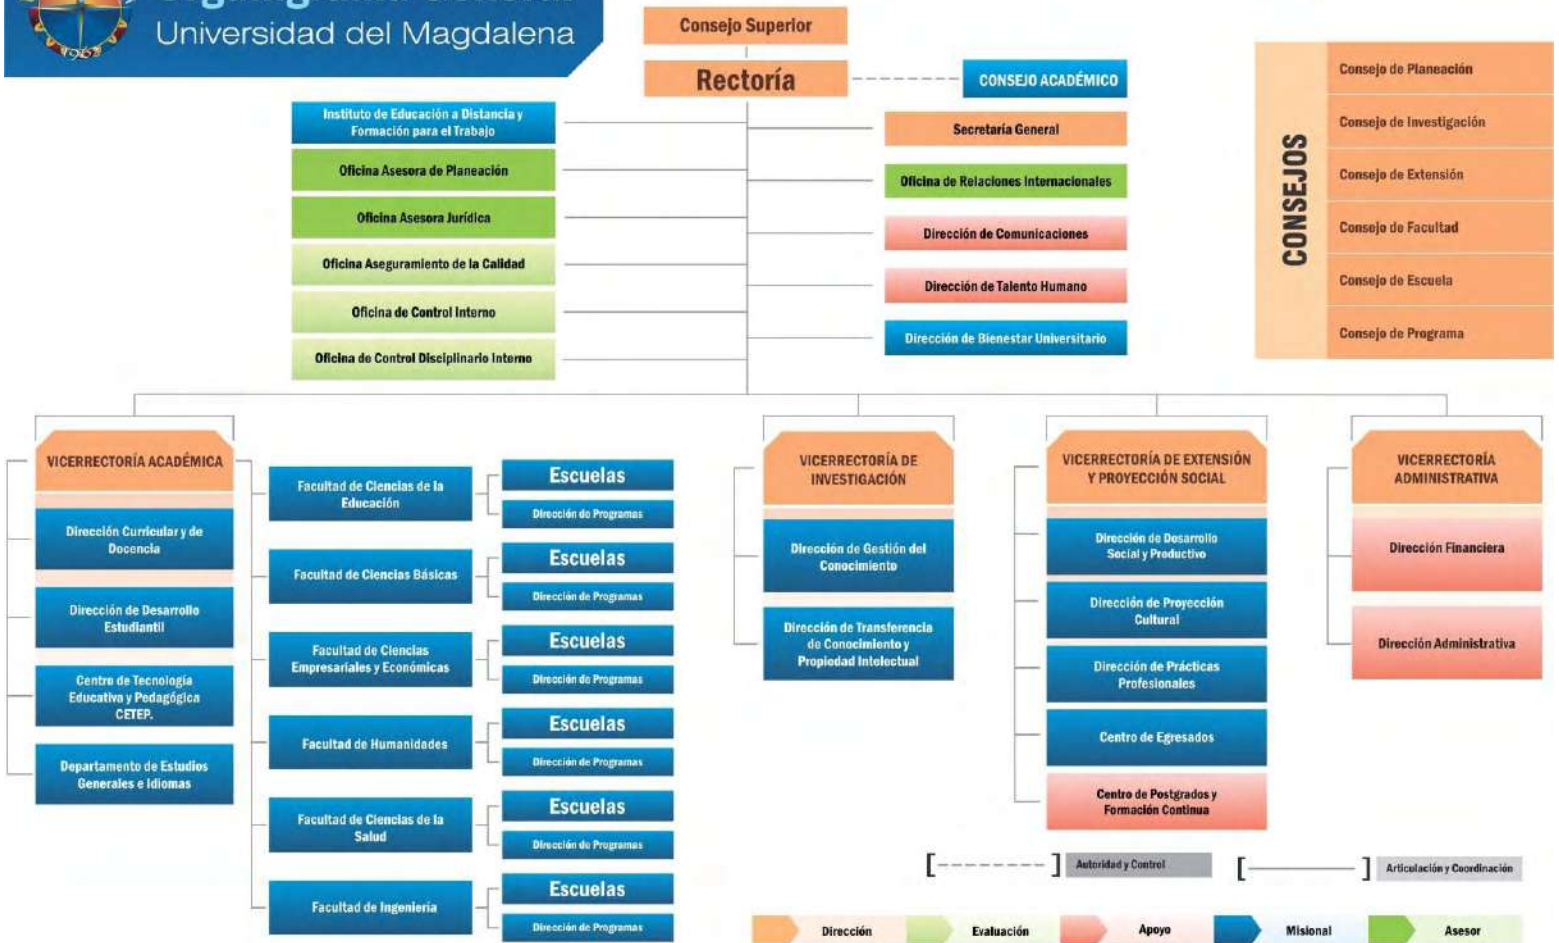 Universidad del Magdalena
1962
Consejo Superior
Rectoría
CONSEJO ACADÉMICO
Instituto de Educación a Distancia y
Formación para el Trabajo
Oficina Asesora de Planeación
Oficina Asesora Jurídica
Oficina Aseguramiento de la Calidad
Oficina de Control Interno
Oficina de Control Disciplinario Interno
Secretaría General
Oficina de Relaciones Internacionales
Dirección de Comunicaciones
Dirección de Talento Humano
Dirección de Bienestar Universitario
CONSEJOS
Consejo de Planeación
Consejo de Investigación
Consejo de Extensión
Consejo de Facultad
Consejo de Escuela
Consejo de Programa
VICERRECTORÍA ACADÉMICA
Dirección Curricular y de
Docencia
Dirección de Desarrollo
Estudiantil
Centro de Tecnología
Educativa y Pedagógica
CETEP.
Departamento de Estudios
Generales e Idiomas
Facultad de Ciencias de la
Educación
Escuelas
Dirección de Programas
Facultad de Ciencias Básicas
Escuelas
Dirección de Programas
Facultad de Ciencias
Empresariales y Económicas
Escuelas
Dirección de Programas
Facultad de Humanidades
Escuelas
Dirección de Programas
Facultad de Ciencias de la
Salud
Escuelas
Dirección de Programas
Facultad de Ingeniería
Escuelas
Dirección de Programas
VICERRECTORÍA DE
INVESTIGACIÓN
Dirección de Gestión del
Conocimiento
Dirección de Transferencia
de Conocimiento y
Propiedad Intelectual
VICERRECTORÍA DE EXTENSIÓN
Y PROYECCIÓN SOCIAL
Dirección de Desarrollo
Social y Productivo
Dirección de Proyección
Cultural
Dirección de Prácticas
Profesionales
Centro de Egresados
Centro de Postgrados y
Formación Continua
VICERRECTORÍA
ADMINISTRATIVA
Dirección Financiera
Dirección Administrativa
Autoridad y Control
Articulación y Coordinación
Dirección
Evaluación
Apoyo
Misional
Asesor